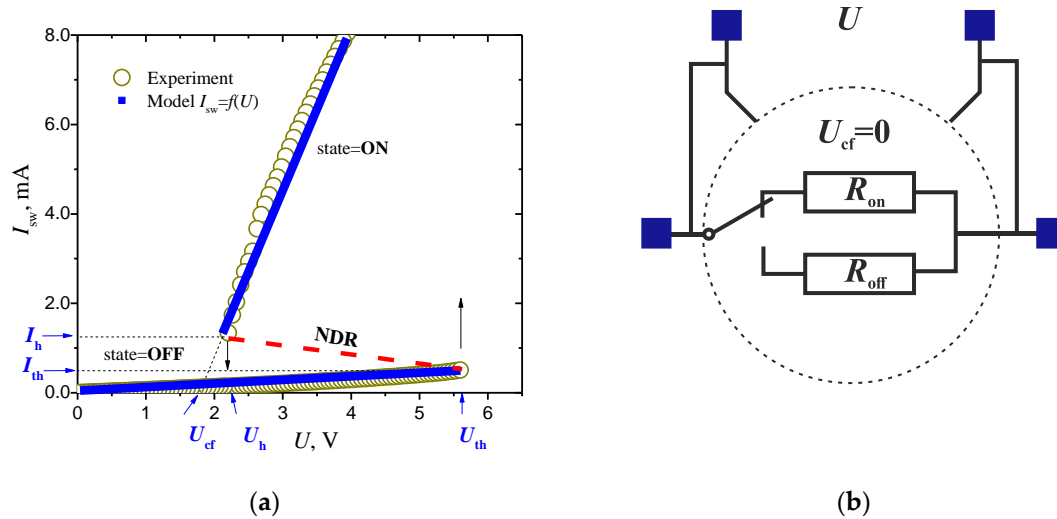 8.0
6.0
4.0
2.0
0.0
I_sw, mA
Experiment
Model I_sw=f(U)
state=ON
NDR
state=OFF
I_h
I_th
0 1 2 3 4 5 6
U_cf U_h U, V U_th
(a)
U
U_cf=0
R_on
R_off
(b)